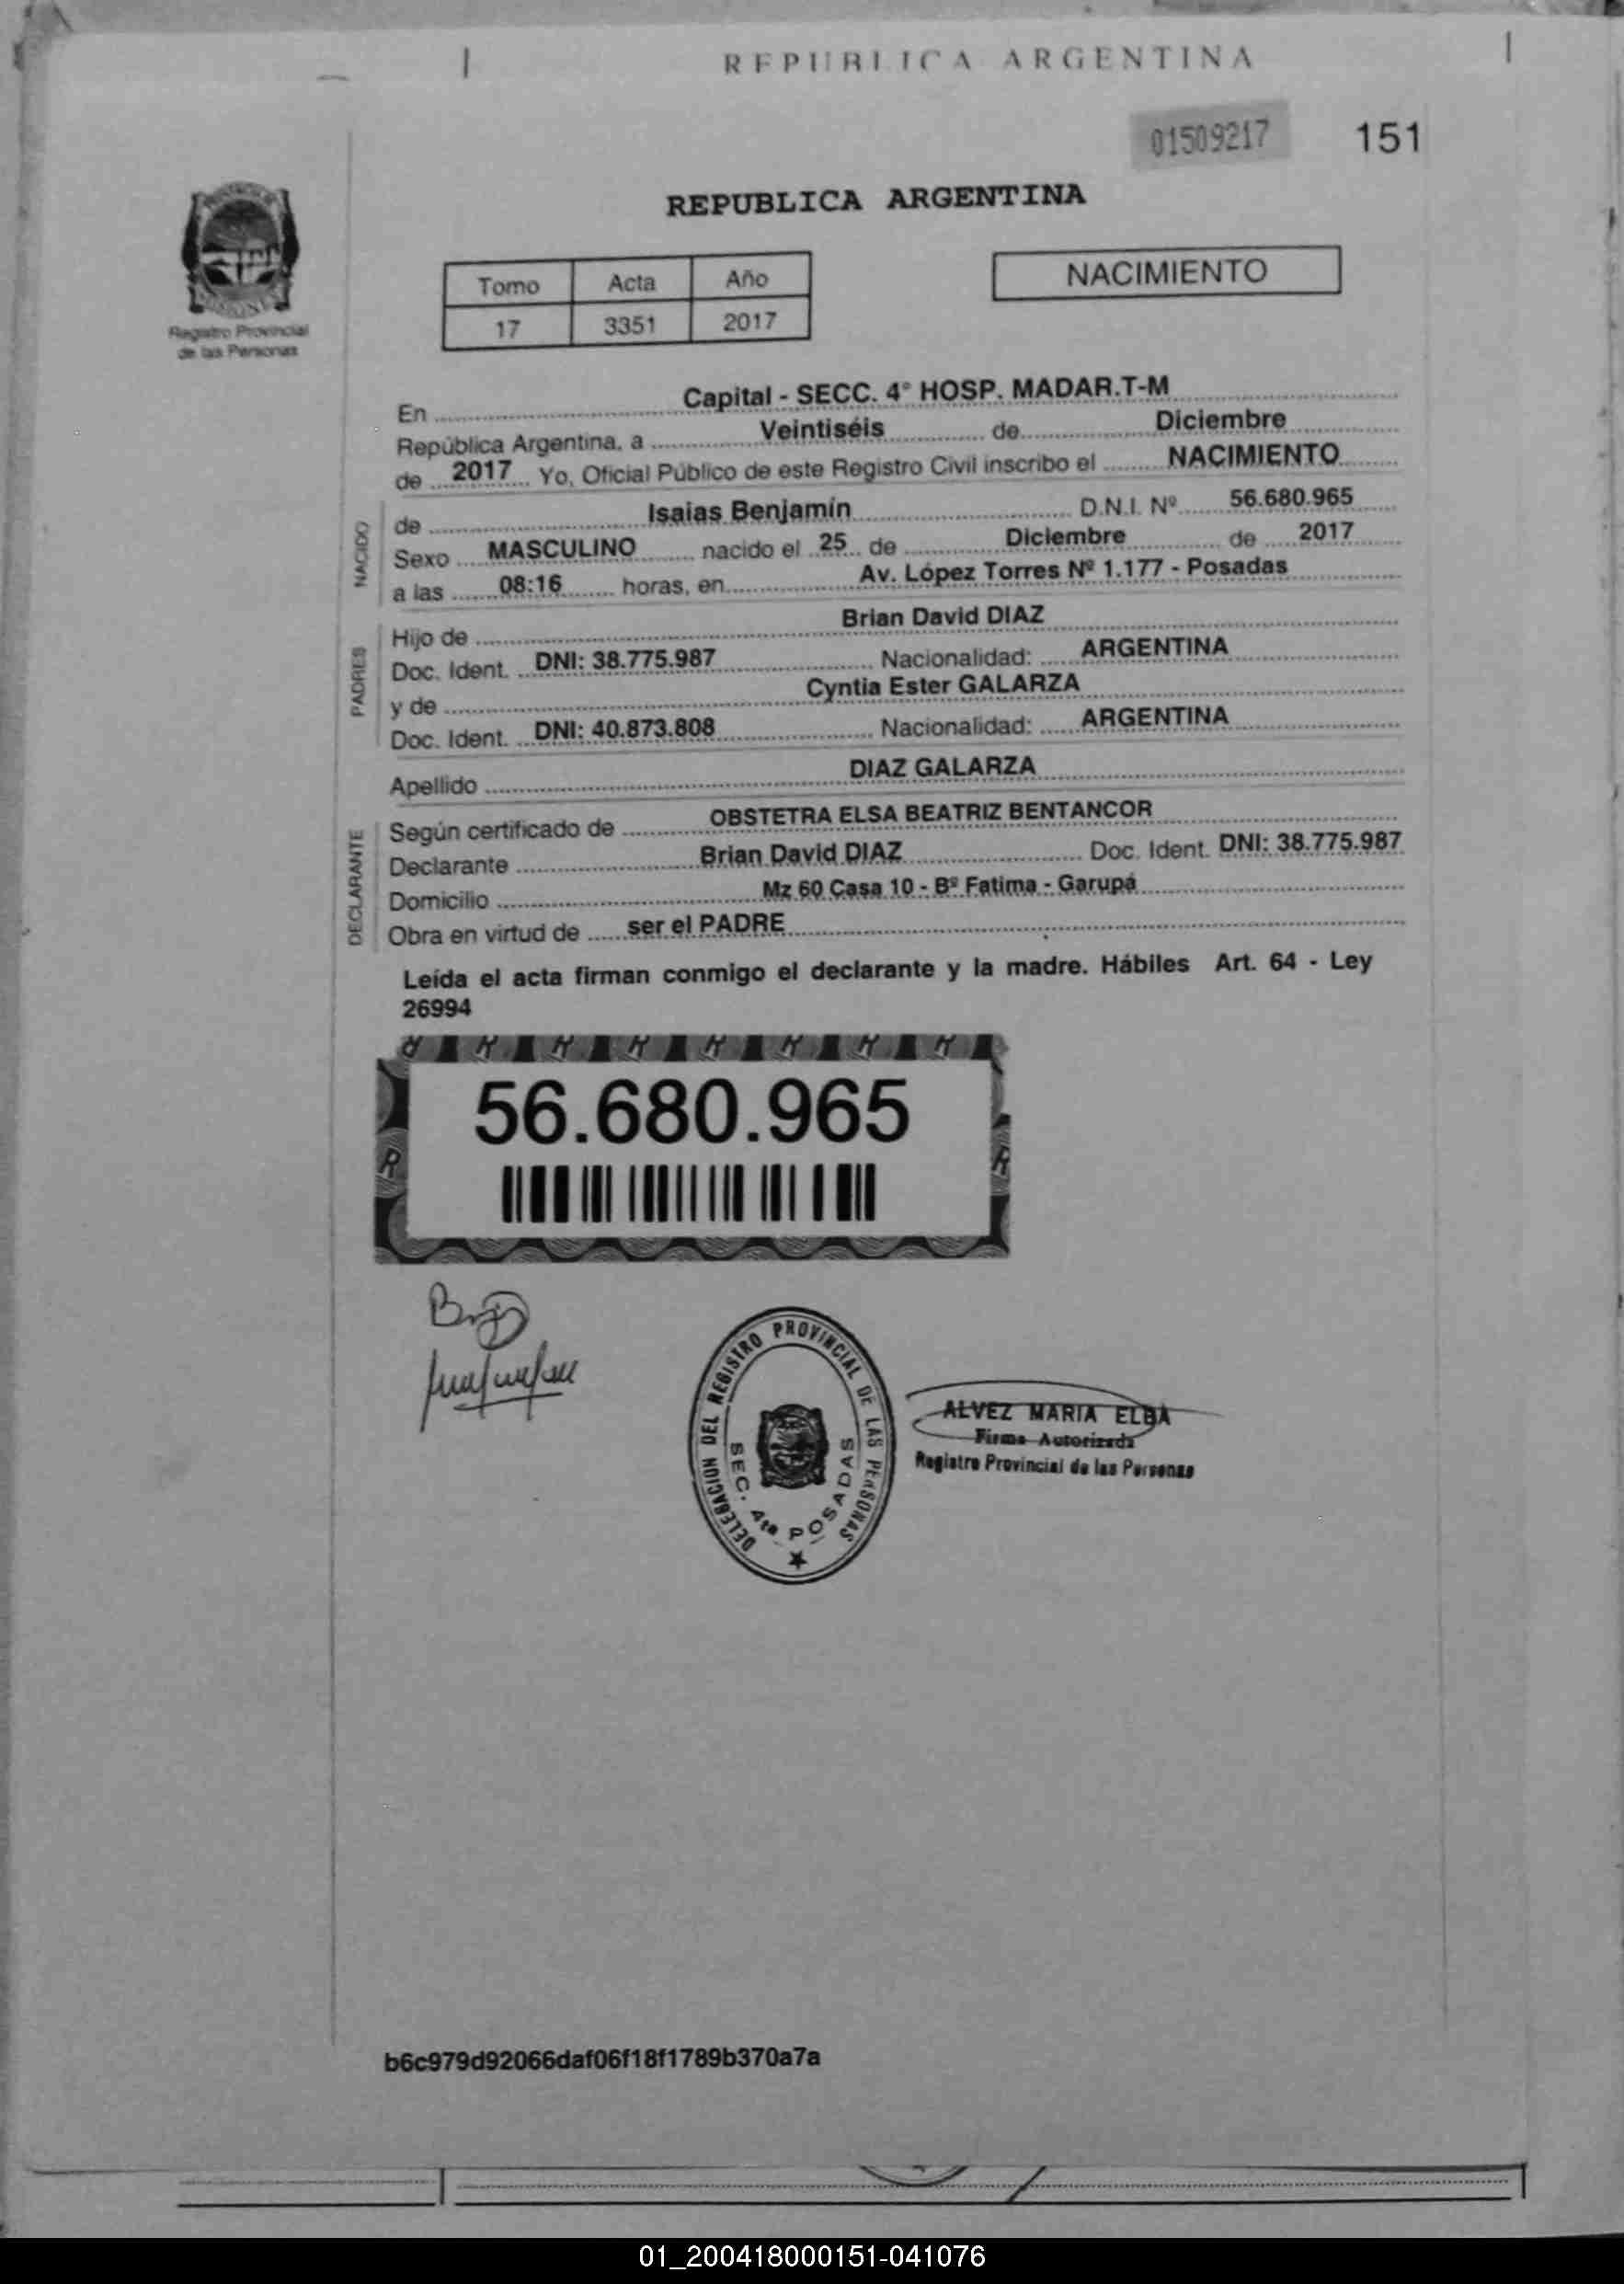 REPUBLICA ARGENTINA
01509217
151
REPUBLICA ARGENTINA
Registro Provincial
de las Personas
Tomo Acta Año
17 3351 2017
NACIMIENTO
En Capital - SECC. 4° HOSP. MADAR.T-M
República Argentina, a Veintiséis de Diciembre
de 2017 Yo, Oficial Público de este Registro Civil inscribo el NACIMIENTO
NACIDO
de Isaias Benjamín D.N.I. Nº 56.680.965
Sexo MASCULINO nacido el 25 de Diciembre de 2017
a las 08:16 horas, en Av. López Torres Nº 1.177 - Posadas
PADRES
Hijo de Brian David DIAZ
Doc. Ident. DNI: 38.775.987 Nacionalidad: ARGENTINA
y de Cyntia Ester GALARZA
Doc. Ident. DNI: 40.873.808 Nacionalidad: ARGENTINA
Apellido DIAZ GALARZA
DECLARANTE
Según certificado de OBSTETRA ELSA BEATRIZ BENTANCOR
Declarante Brian David DIAZ Doc. Ident. DNI: 38.775.987
Domicilio Mz 60 Casa 10 - Bº Fatima - Garupá
Obra en virtud de ser el PADRE
Leída el acta firman conmigo el declarante y la madre. Hábiles Art. 64 - Ley
26994
56.680.965
DELEGACION DEL REGISTRO PROVINCIAL DE LAS PERSONAS
SEC. 4ta POSADAS
ALVEZ MARIA ELBA
Firma Autorizada
Registro Provincial de las Personas
b6c979d92066daf06f18f1789b370a7a
01_200418000151-041076